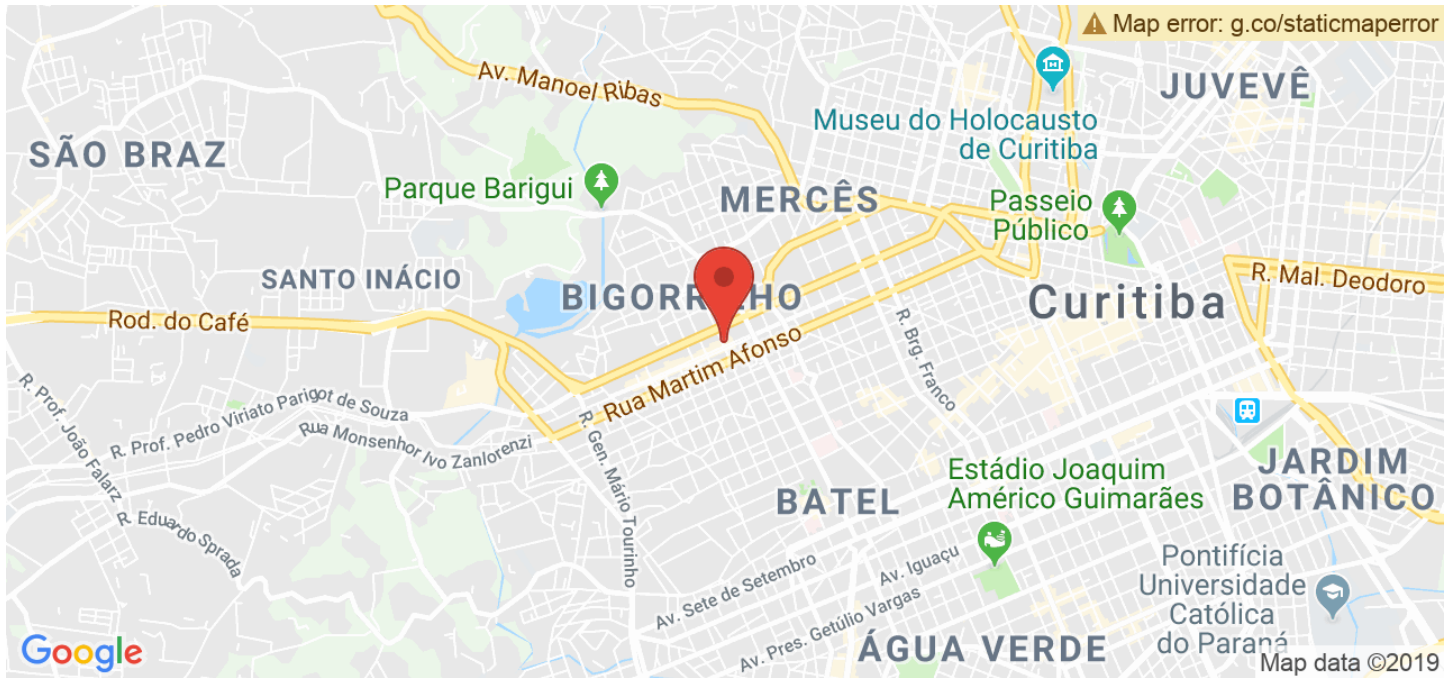 Map error: g.co/staticmaperror
Av. Manoel Ribas
JUVEVÊ
Museu do Holocausto
de Curitiba
SÃO BRAZ
Parque Barigui
MERCÊS
Passeio
Público
SANTO INÁCIO
R. Mal. Deodoro
Curitiba
Rod. do Café
R. Brg. Franco
Rua Martim Afonso
R. Prof. João Falarz
R. Prof. Pedro Viriato Parigot de Souza
Rua Monsenhor Ivo Zanlorenzi
R. Gen. Mário Tourinho
JARDIM
BOTÂNICO
Estádio Joaquim
Américo Guimarães
BATEL
R. Eduardo Sprada
Av. Sete de Setembro
Av. Iguaçu
Pontifícia
Universidade
Católica
do Paraná
Av. Pres. Getúlio Vargas
ÁGUA VERDE
Google
Map data ©2019